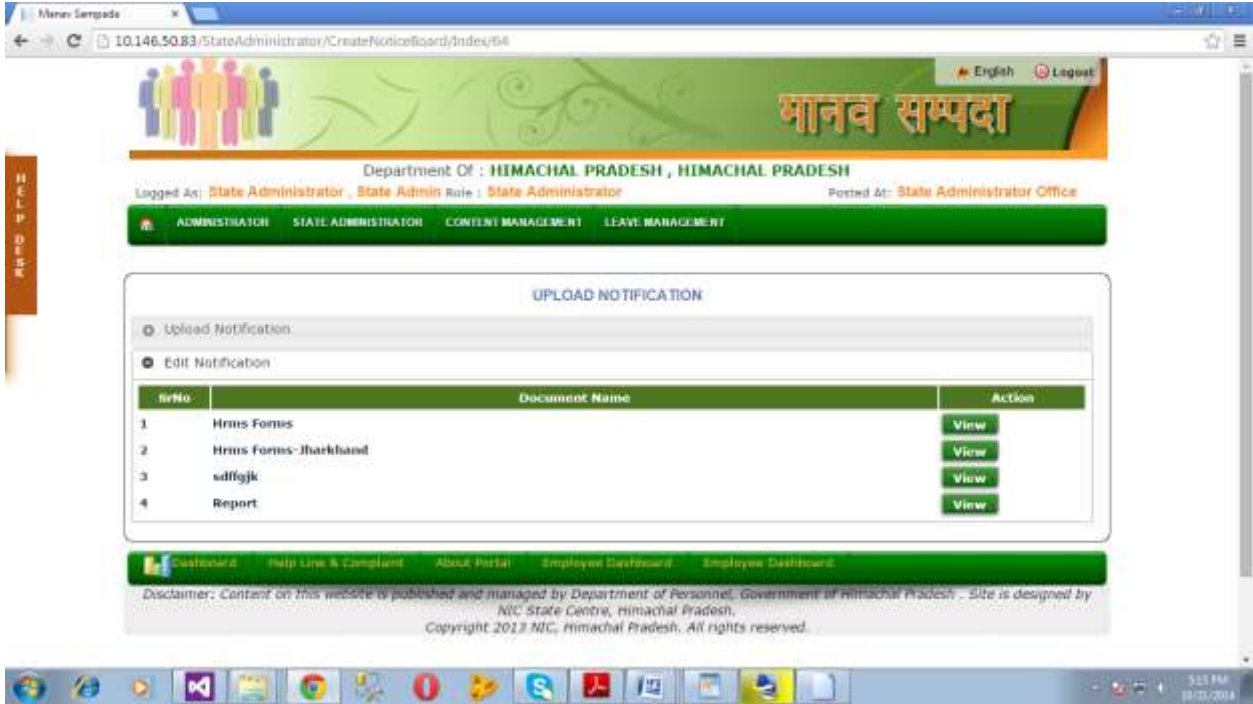 Manav Sampada
10.146.50.83/StateAdministrator/CreateNoticeBoard/Index/64
English Logout
मानव सम्पदा
Department Of : HIMACHAL PRADESH , HIMACHAL PRADESH
Logged As: State Administrator , State Admin Role : State Administrator Posted At: State Administrator Office
HELP DESK
ADMINISTRATOR STATE ADMINISTRATOR CONTENT MANAGEMENT LEAVE MANAGEMENT
UPLOAD NOTIFICATION
Upload Notification
Edit Notification
SrNo Document Name Action
1 Hrms Forms View
2 Hrms Forms-Jharkhand View
3 sdffgjk View
4 Report View
Dashboard Help Line & Complaint About Portal Employee Dashboard Employee Dashboard
Disclaimer: Content on this website is published and managed by Department of Personnel, Government of Himachal Pradesh . Site is designed by
NIC State Centre, Himachal Pradesh.
Copyright 2013 NIC, Himachal Pradesh. All rights reserved.
5:15 PM